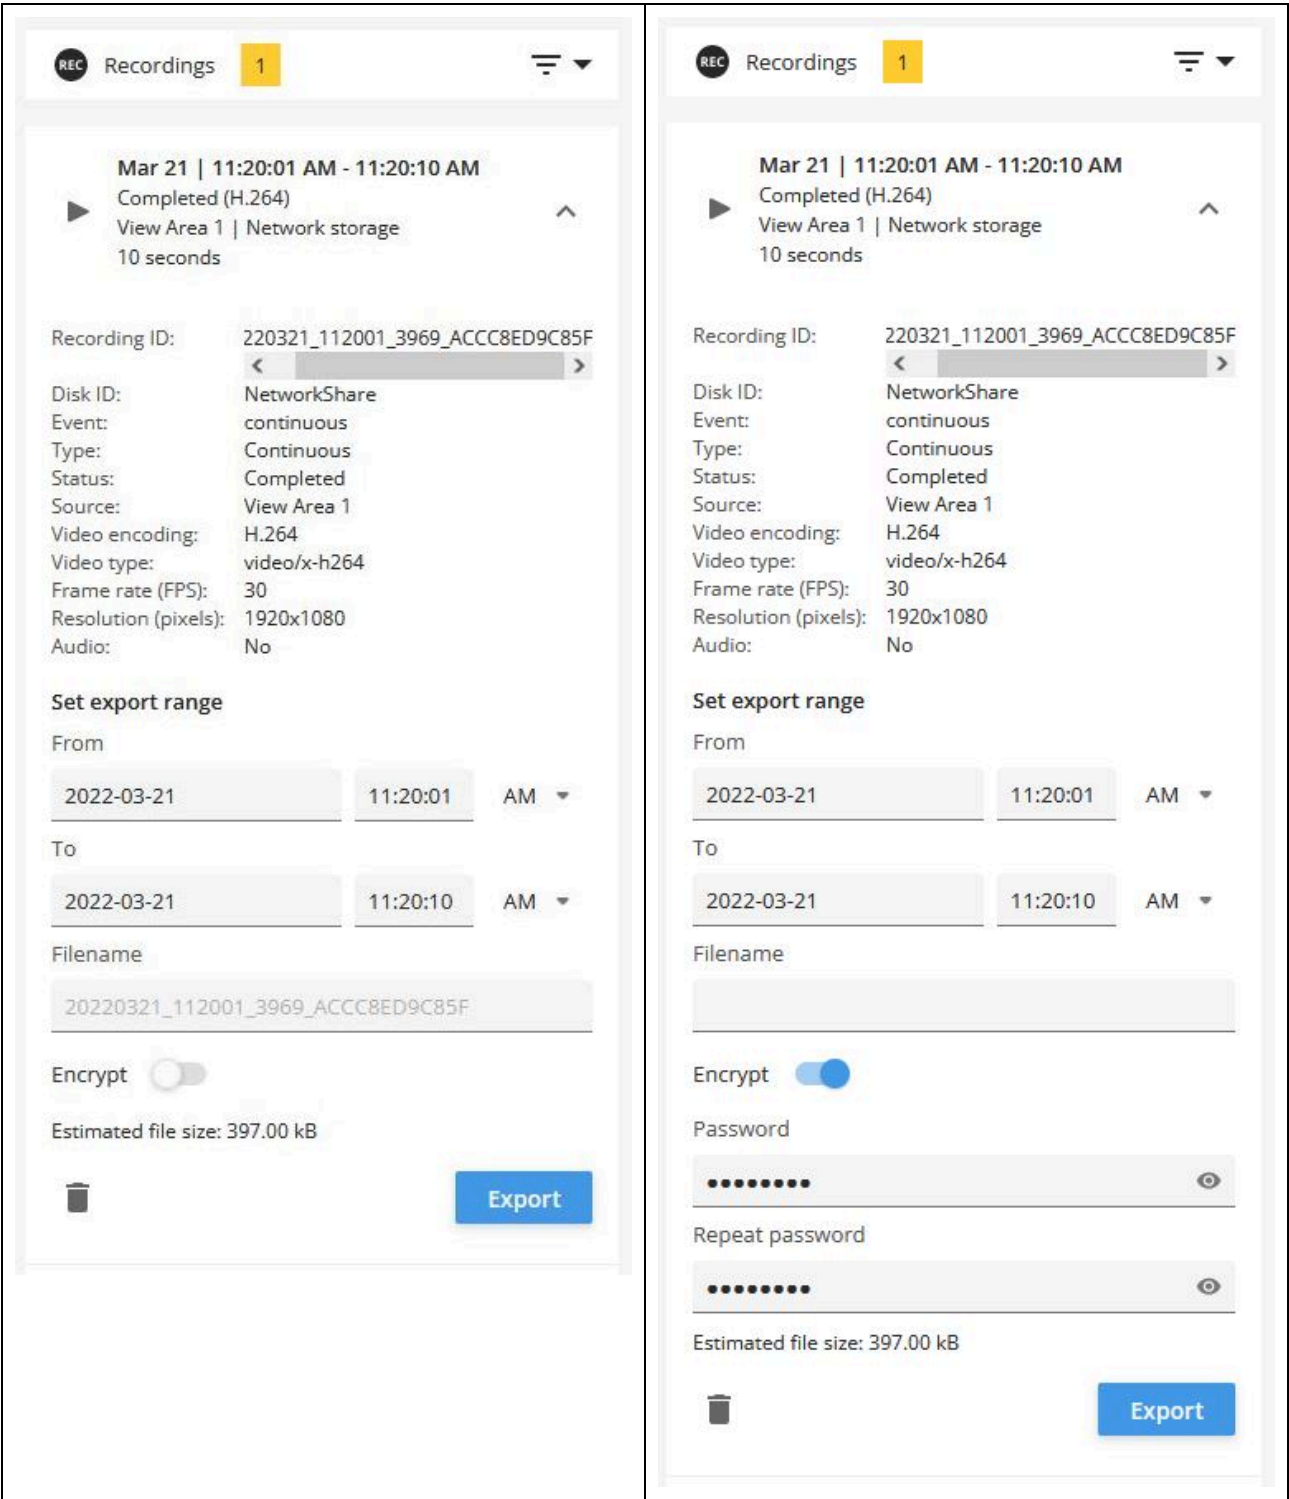 REC Recordings 1
Mar 21 | 11:20:01 AM - 11:20:10 AM
Completed (H.264)
View Area 1 | Network storage
10 seconds
Recording ID: 220321_112001_3969_ACCC8ED9C85F
Disk ID: NetworkShare
Event: continuous
Type: Continuous
Status: Completed
Source: View Area 1
Video encoding: H.264
Video type: video/x-h264
Frame rate (FPS): 30
Resolution (pixels): 1920x1080
Audio: No
Set export range
From
2022-03-21 11:20:01 AM
To
2022-03-21 11:20:10 AM
Filename
20220321_112001_3969_ACCC8ED9C85F
Encrypt
Estimated file size: 397.00 kB
Export
REC Recordings 1
Mar 21 | 11:20:01 AM - 11:20:10 AM
Completed (H.264)
View Area 1 | Network storage
10 seconds
Recording ID: 220321_112001_3969_ACCC8ED9C85F
Disk ID: NetworkShare
Event: continuous
Type: Continuous
Status: Completed
Source: View Area 1
Video encoding: H.264
Video type: video/x-h264
Frame rate (FPS): 30
Resolution (pixels): 1920x1080
Audio: No
Set export range
From
2022-03-21 11:20:01 AM
To
2022-03-21 11:20:10 AM
Filename
Encrypt
Password
••••••••
Repeat password
••••••••
Estimated file size: 397.00 kB
Export